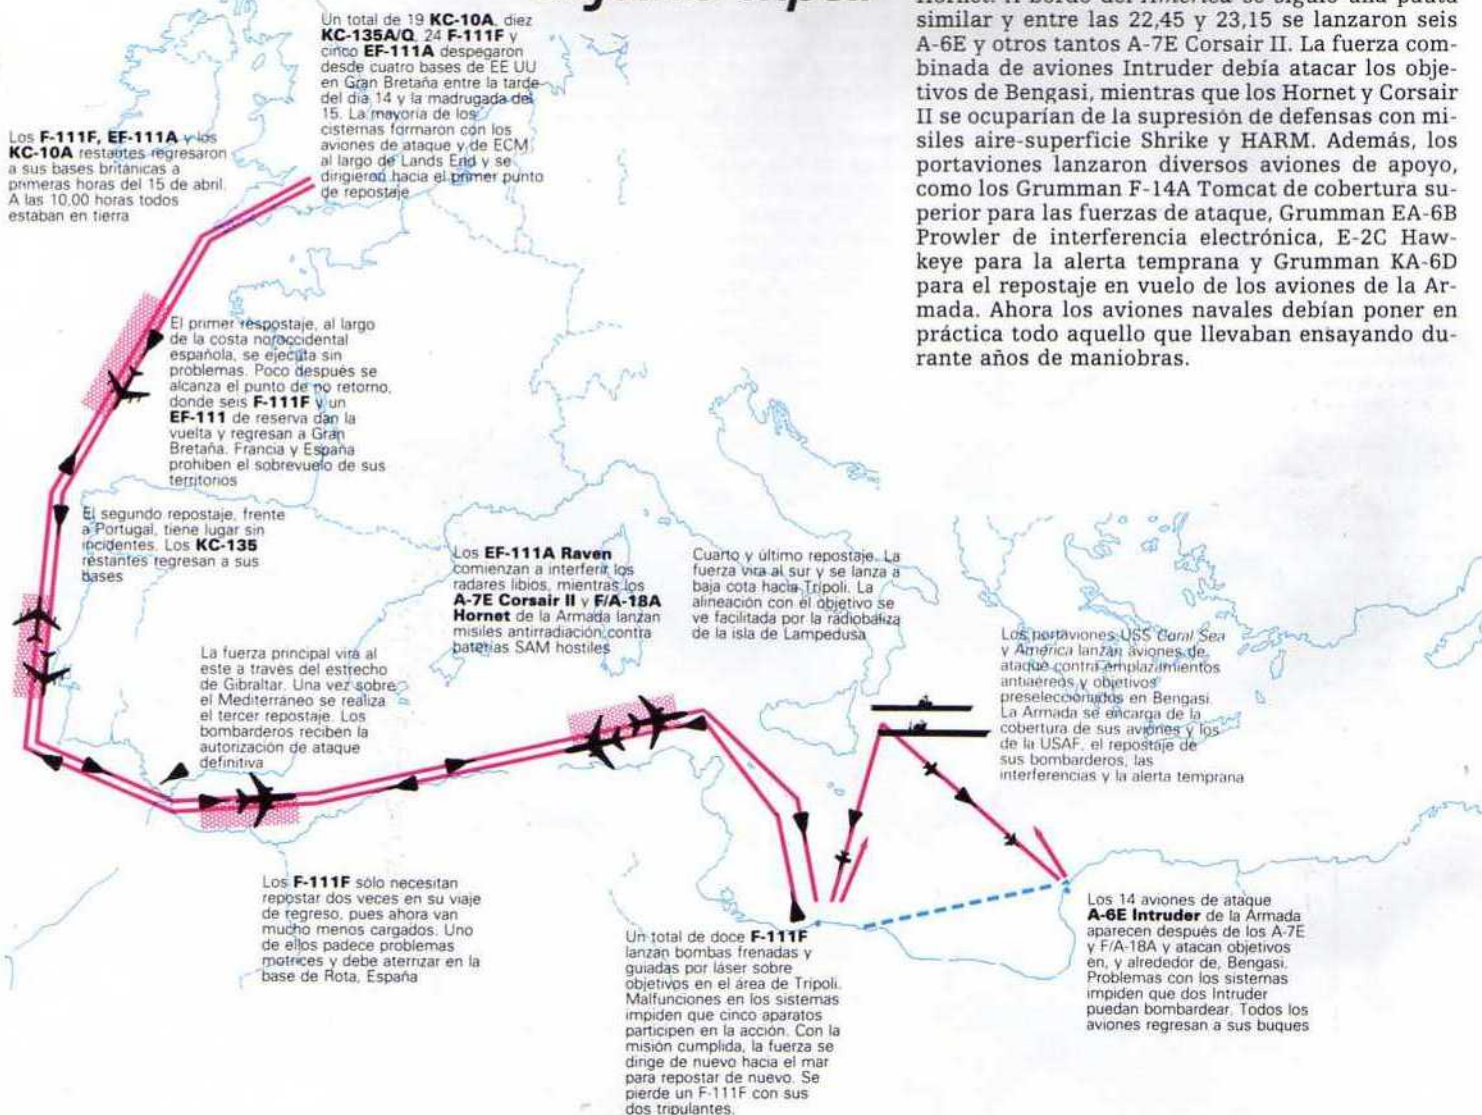 Un total de 19 KC-10A, diez
KC-135A/Q, 24 F-111F y
cinco EF-111A despegaron
desde cuatro bases de EE UU
en Gran Bretaña entre la tarde
del día 14 y la madrugada del
15. La mayoría de los
cisternas formaron con los
aviones de ataque y de ECM
al largo de Lands End y se
dirigieron hacia el primer punto
de repostaje
Los F-111F, EF-111A y los
KC-10A restantes regresaron
a sus bases británicas a
primeras horas del 15 de abril.
A las 10,00 horas todos
estaban en tierra
similar y entre las 22,45 y 23,15 se lanzaron seis
A-6E y otros tantos A-7E Corsair II. La fuerza com-
binada de aviones Intruder debía atacar los obje-
tivos de Bengasi, mientras que los Hornet y Corsair
II se ocuparían de la supresión de defensas con mi-
siles aire-superficie Shrike y HARM. Además, los
portaviones lanzaron diversos aviones de apoyo,
como los Grumman F-14A Tomcat de cobertura su-
perior para las fuerzas de ataque, Grumman EA-6B
Prowler de interferencia electrónica, E-2C Haw-
keye para la alerta temprana y Grumman KA-6D
para el repostaje en vuelo de los aviones de la Ar-
mada. Ahora los aviones navales debían poner en
práctica todo aquello que llevaban ensayando du-
rante años de maniobras.
El primer respostaje, al largo
de la costa noroccidental
española, se ejecuta sin
problemas. Poco después se
alcanza el punto de no retorno,
donde seis F-111F y un
EF-111 de reserva dan la
vuelta y regresan a Gran
Bretaña. Francia y España
prohiben el sobrevuelo de sus
territorios
El segundo repostaje, frente
a Portugal, tiene lugar sin
incidentes. Los KC-135
restantes regresan a sus
bases
Los EF-111A Raven
comienzan a interferir los
radares libios, mientras los
A-7E Corsair II y F/A-18A
Hornet de la Armada lanzan
misiles antirradiación contra
baterías SAM hostiles
Cuarto y último repostaje. La
fuerza vira al sur y se lanza a
baja cota hacia Trípoli. La
alineación con el objetivo se
ve facilitada por la radiobaliza
de la isla de Lampedusa
La fuerza principal vira al
este a través del estrecho
de Gibraltar. Una vez sobre
el Mediterráneo se realiza
el tercer repostaje. Los
bombarderos reciben la
autorización de ataque
definitiva
Los portaviones USS Coral Sea
y América lanzan aviones de
ataque contra emplazamientos
antiaéreos y objetivos
preseleccionados en Bengasi.
La Armada se encarga de la
cobertura de sus aviones y los
de la USAF, el repostaje de
sus bombarderos, las
interferencias y la alerta temprana
Los F-111F sólo necesitan
repostar dos veces en su viaje
de regreso, pues ahora van
mucho menos cargados. Uno
de ellos padece problemas
motrices y debe aterrizar en la
base de Rota, España
Un total de doce F-111F
lanzan bombas frenadas y
guiadas por láser sobre
objetivos en el área de Trípoli.
Malfunciones en los sistemas
impiden que cinco aparatos
participen en la acción. Con la
misión cumplida, la fuerza se
dirige de nuevo hacia el mar
para repostar de nuevo. Se
pierde un F-111F con sus
dos tripulantes.
Los 14 aviones de ataque
A-6E Intruder de la Armada
aparecen después de los A-7E
y F/A-18A y atacan objetivos
en, y alrededor de, Bengasi.
Problemas con los sistemas
impiden que dos Intruder
puedan bombardear. Todos los
aviones regresan a sus buques